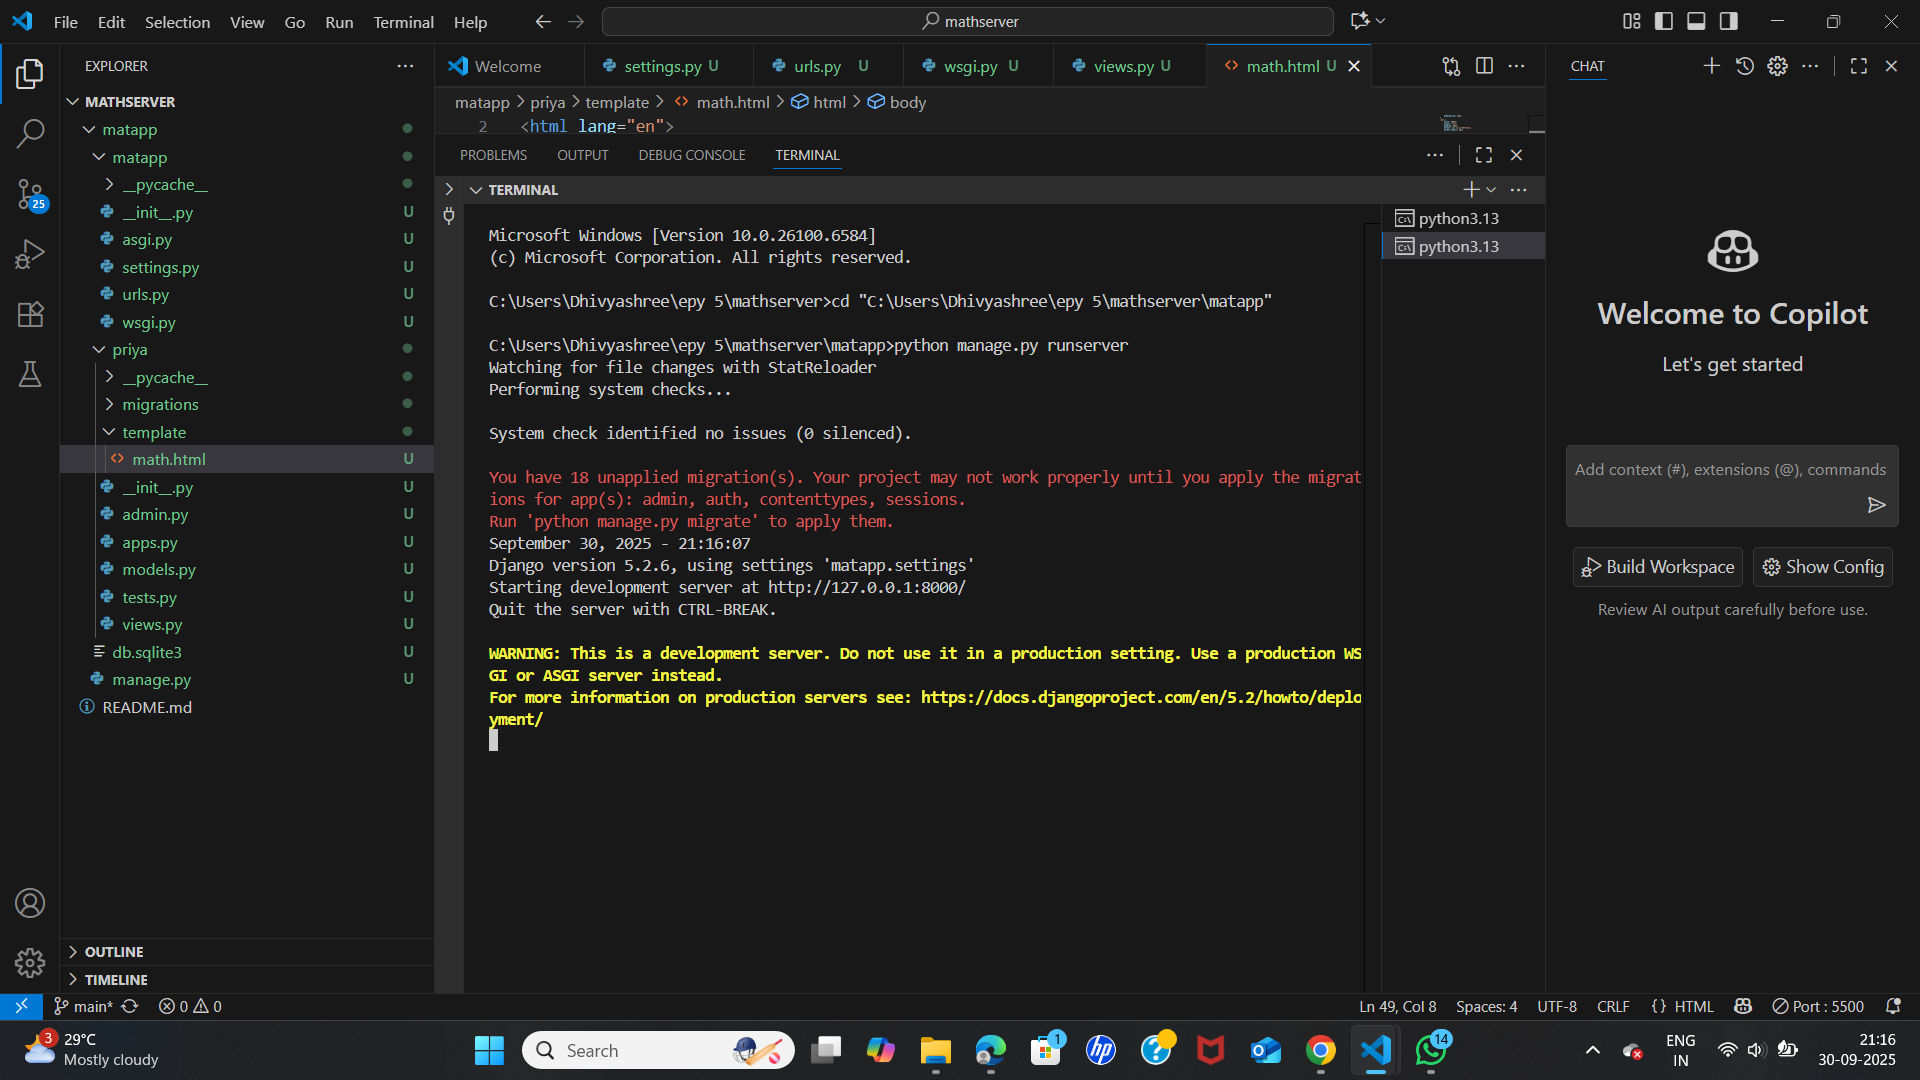 File Edit Selection View Go Run Terminal Help
mathserver
EXPLORER
MATHSERVER
matapp
matapp
__pycache__
__init__.py U
asgi.py U
settings.py U
urls.py U
wsgi.py U
priya
__pycache__
migrations
template
math.html U
__init__.py U
admin.py U
apps.py U
models.py U
tests.py U
views.py U
db.sqlite3 U
manage.py U
README.md
OUTLINE
TIMELINE
25
Welcome
settings.py U
urls.py U
wsgi.py U
views.py U
math.html U
matapp > priya > template > math.html > html > body
2 <html lang="en">
PROBLEMS OUTPUT DEBUG CONSOLE TERMINAL
TERMINAL
python3.13
python3.13
Microsoft Windows [Version 10.0.26100.6584]
(c) Microsoft Corporation. All rights reserved.
C:\Users\Dhivyashree\epy 5\mathserver>cd "C:\Users\Dhivyashree\epy 5\mathserver\matapp"
C:\Users\Dhivyashree\epy 5\mathserver\matapp>python manage.py runserver
Watching for file changes with StatReloader
Performing system checks...
System check identified no issues (0 silenced).
You have 18 unapplied migration(s). Your project may not work properly until you apply the migrat
ions for app(s): admin, auth, contenttypes, sessions.
Run 'python manage.py migrate' to apply them.
September 30, 2025 - 21:16:07
Django version 5.2.6, using settings 'matapp.settings'
Starting development server at http://127.0.0.1:8000/
Quit the server with CTRL-BREAK.
WARNING: This is a development server. Do not use it in a production setting. Use a production WS
GI or ASGI server instead.
For more information on production servers see: https://docs.djangoproject.com/en/5.2/howto/deplo
yment/
CHAT
Welcome to Copilot
Let's get started
Add context (#), extensions (@), commands
Build Workspace
Show Config
Review AI output carefully before use.
main* 0 0
Ln 49, Col 8 Spaces: 4 UTF-8 CRLF {} HTML Port : 5500
3
29°C
Mostly cloudy
Search
1
14
ENG
IN
21:16
30-09-2025